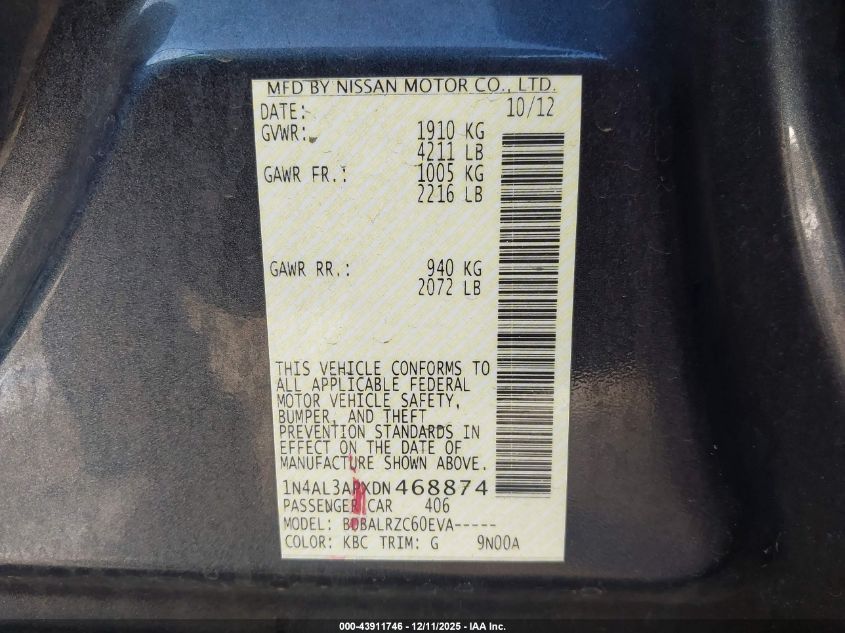 MFD BY NISSAN MOTOR CO., LTD.
DATE: 10/12
GVWR: 1910 KG
4211 LB
GAWR FR.: 1005 KG
2216 LB
GAWR RR.: 940 KG
2072 LB
THIS VEHICLE CONFORMS TO
ALL APPLICABLE FEDERAL
MOTOR VEHICLE SAFETY,
BUMPER, AND THEFT
PREVENTION STANDARDS IN
EFFECT ON THE DATE OF
MANUFACTURE SHOWN ABOVE.
1N4AL3APXDN468874
PASSENGER CAR 406
MODEL: BDBALRZC60EVA-----
COLOR: KBC TRIM: G 9N00A
000-43911746 - 12/11/2025 - IAA Inc.